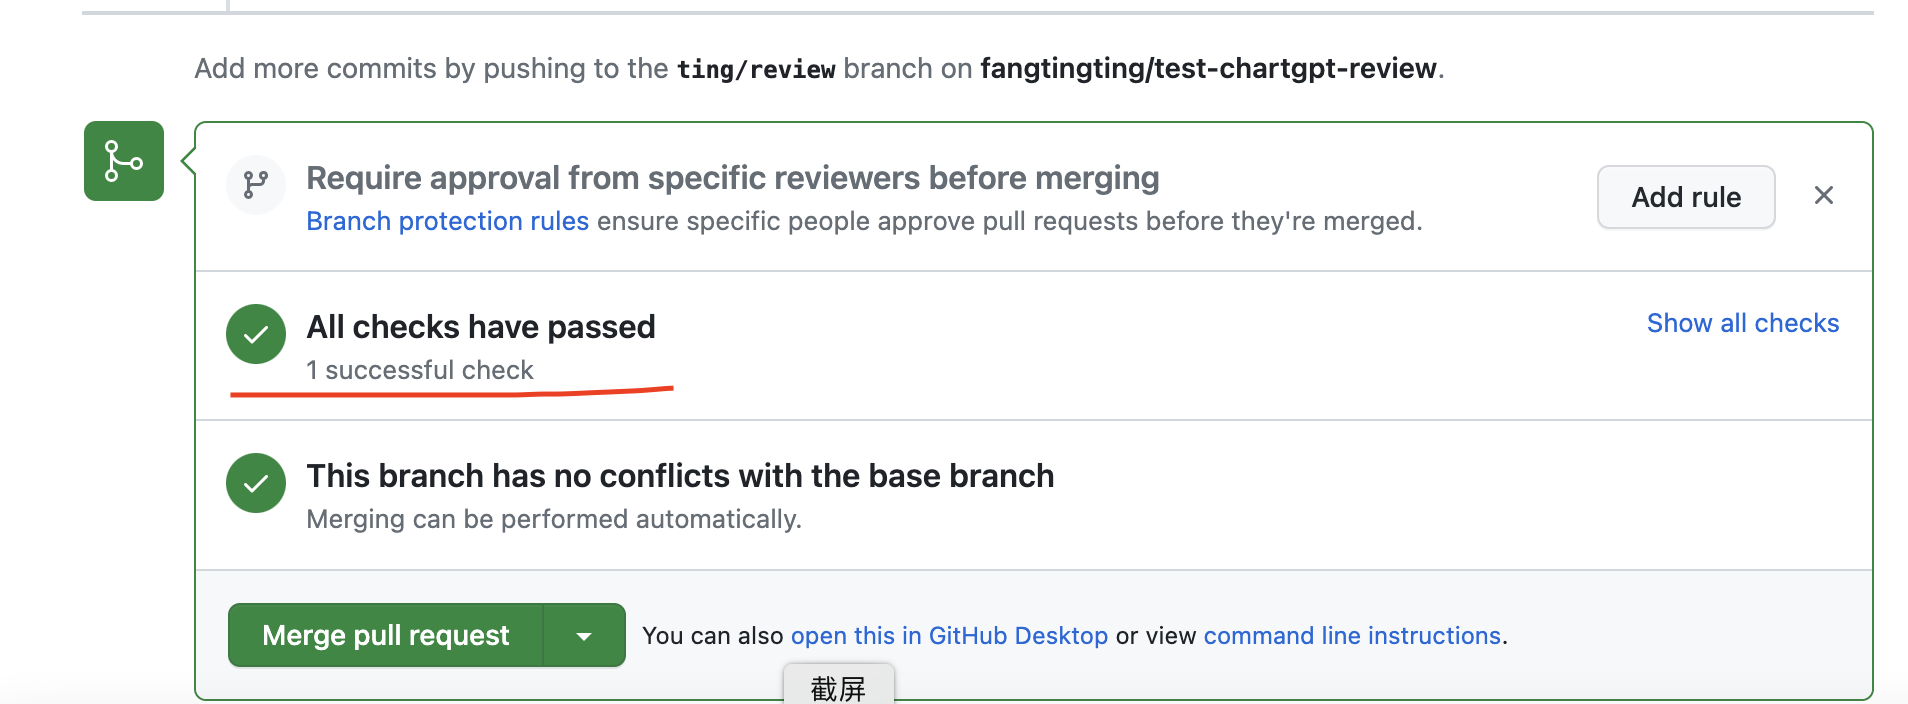 Add more commits by pushing to the ting/review branch on fangtingting/test-chartgpt-review.
Require approval from specific reviewers before merging
Branch protection rules ensure specific people approve pull requests before they're merged.
Add rule
All checks have passed
1 successful check
Show all checks
This branch has no conflicts with the base branch
Merging can be performed automatically.
Merge pull request
You can also open this in GitHub Desktop or view command line instructions.
截屏